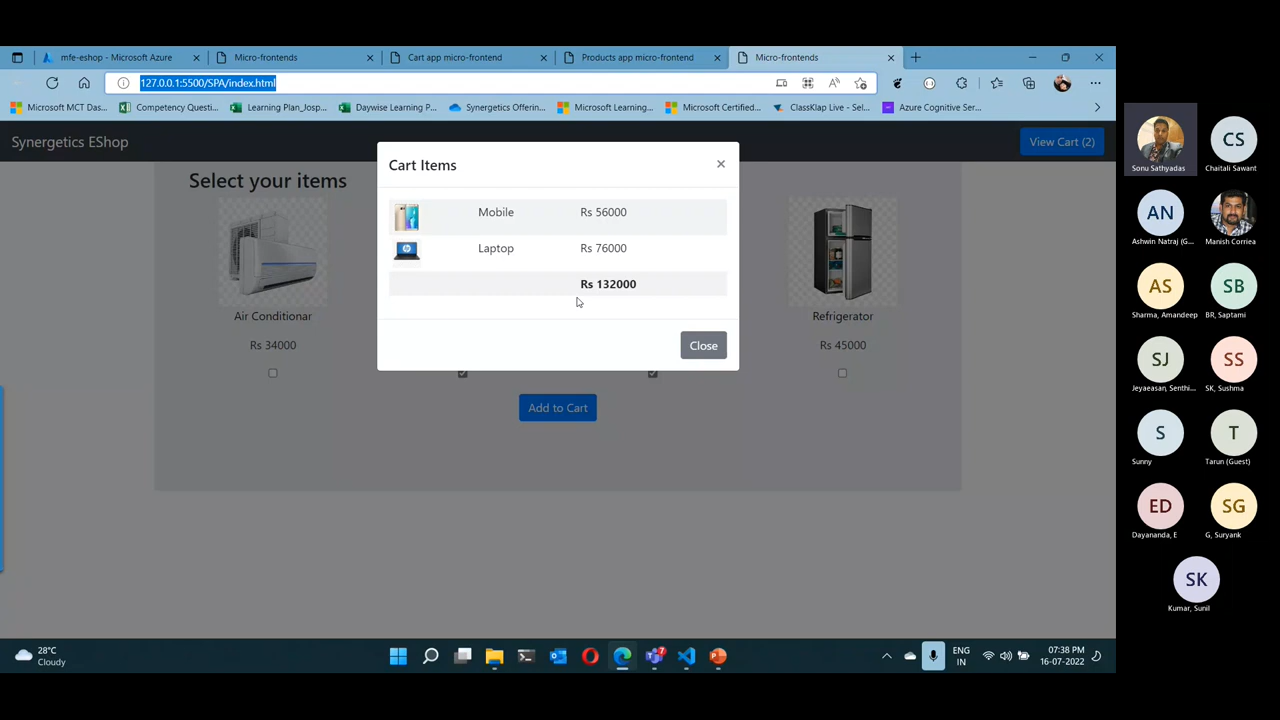 mfe-eshop - Microsoft Azure
Micro-frontends
Cart app micro-frontend
Products app micro-frontend
Micro-frontends
127.0.0.1:5500/SPA/index.html
Microsoft MCT Das...
Competency Questi...
Learning Plan_Josp...
Daywise Learning P...
Synergetics Offerin...
Microsoft Learning...
Microsoft Certified...
ClassKlap Live - Sel...
Azure Cognitive Ser...
Synergetics EShop
View Cart (2)
Select your items
Cart Items
×
Mobile Rs 56000
Laptop Rs 76000
Rs 132000
Close
Air Conditionar
Rs 34000
Refrigerator
Rs 45000
Add to Cart
28°C
Cloudy
7
ENG
IN
07:38 PM
16-07-2022
Sonu Sathyadas
CS
Chaitali Sawant
AN
Ashwin Natraj (G...
Manish Corriea
AS
Sharma, Amandeep
SB
BR, Saptami
SJ
Jeyaeasan, Senthi...
SS
SK, Sushma
S
Sunny
T
Tarun (Guest)
ED
Dayananda, E
SG
G, Suryank
SK
Kumar, Sunil